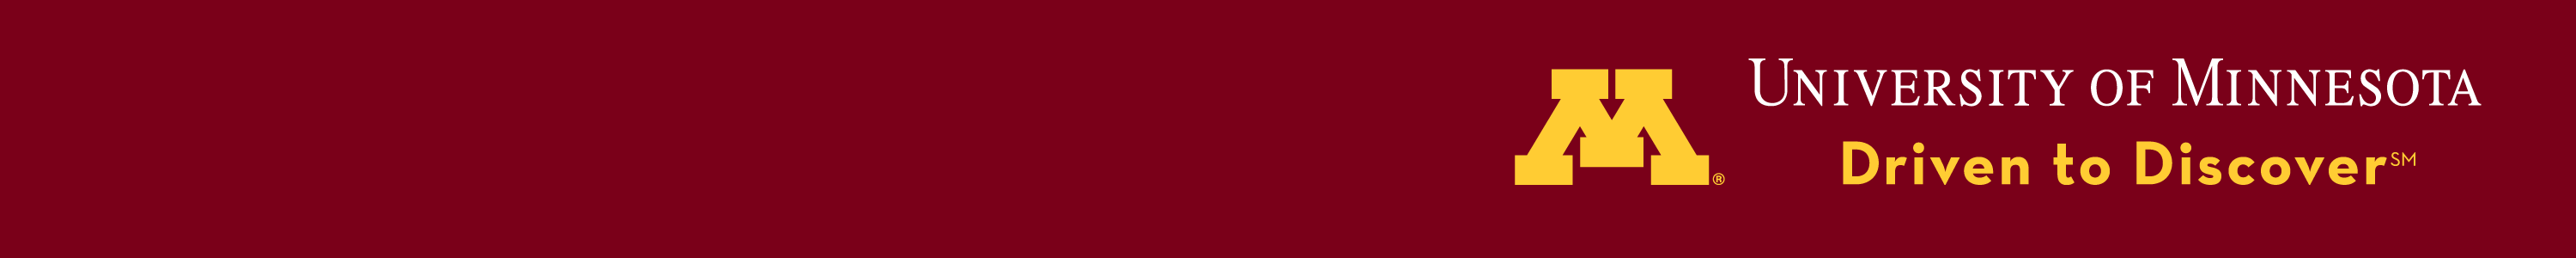 M®
UNIVERSITY OF MINNESOTA
Driven to Discover℠